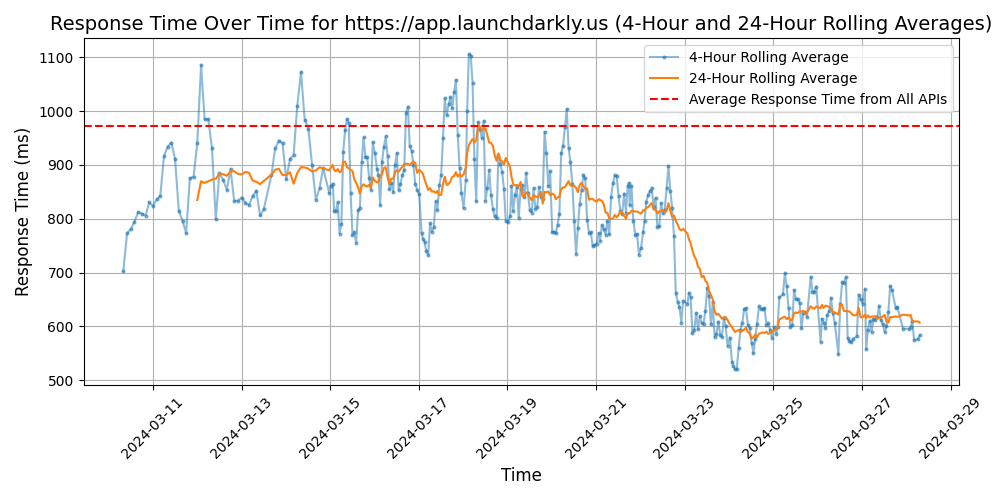 Response Time Over Time for https://app.launchdarkly.us (4-Hour and 24-Hour Rolling Averages)
4-Hour Rolling Average
24-Hour Rolling Average
Average Response Time from All APIs
Response Time (ms)
1100
1000
900
800
700
600
500
2024-03-11
2024-03-13
2024-03-15
2024-03-17
2024-03-19
2024-03-21
2024-03-23
2024-03-25
2024-03-27
2024-03-29
Time